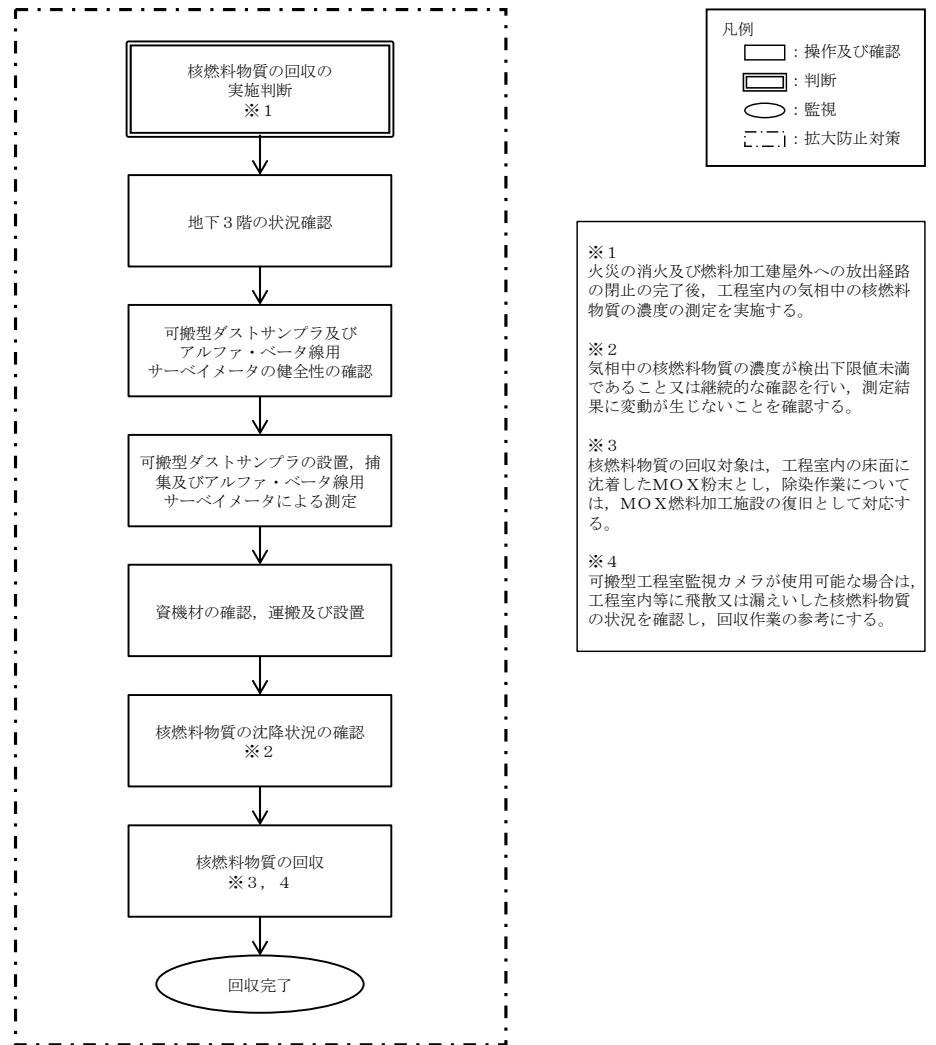 核燃料物質の回収の
実施判断
※１
地下３階の状況確認
可搬型ダストサンプラ及び
アルファ・ベータ線用
サーベイメータの健全性の確認
可搬型ダストサンプラの設置，捕
集及びアルファ・ベータ線用
サーベイメータによる測定
資機材の確認，運搬及び設置
核燃料物質の沈降状況の確認
※２
核燃料物質の回収
※３，４
回収完了
凡例
：操作及び確認
：判断
：監視
：拡大防止対策
※１
火災の消火及び燃料加工建屋外への放出経路
の閉止の完了後，工程室内の気相中の核燃料
物質の濃度の測定を実施する。
※２
気相中の核燃料物質の濃度が検出下限値未満
であること又は継続的な確認を行い，測定結
果に変動が生じないことを確認する。
※３
核燃料物質の回収対象は，工程室内の床面に
沈着したＭＯＸ粉末とし，除染作業について
は，ＭＯＸ燃料加工施設の復旧として対応す
る。
※４
可搬型工程室監視カメラが使用可能な場合は，
工程室内等に飛散又は漏えいした核燃料物質
の状況を確認し，回収作業の参考にする。